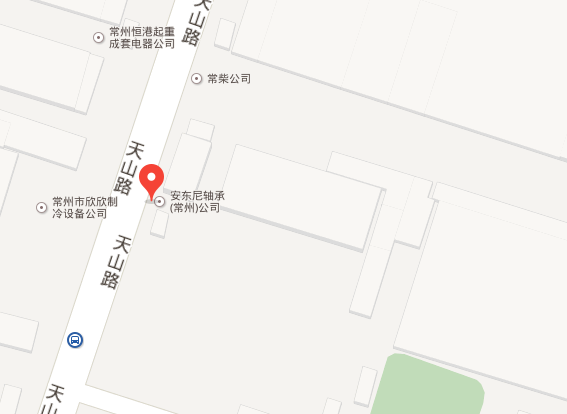 天山路
常州恒港起重
成套电器公司
常柴公司
天山路
安东尼轴承
(常州)公司
常州市欣欣制
冷设备公司
天山路
天山